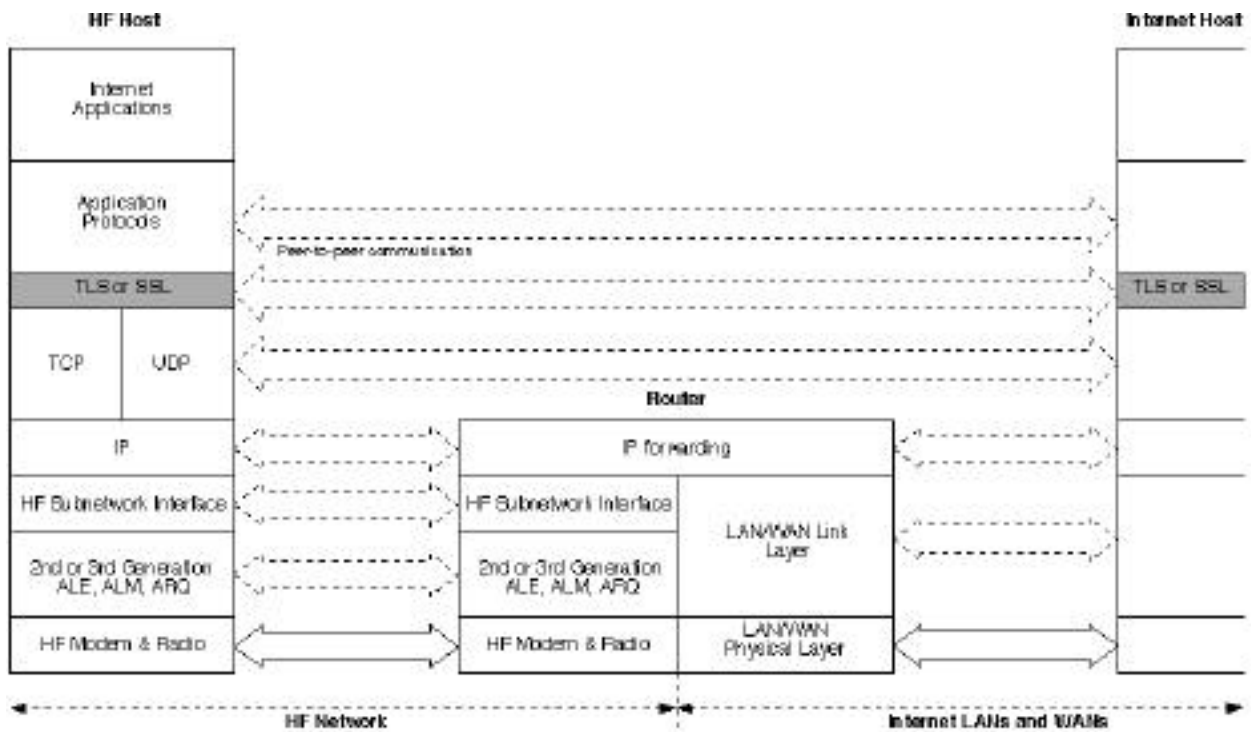 HF Host
Internet Host
Internet
Applications
Application
Protocols
Peer-to-peer communication
TLS or SSL
TLS or SSL
TCP
UDP
Router
IP
IP forwarding
HF Subnetwork Interface
HF Subnetwork Interface
LAN/WAN Link
Layer
2nd or 3rd Generation
ALE, ALM, ARQ
2nd or 3rd Generation
ALE, ALM, ARQ
HF Modem & Radio
HF Modem & Radio
LAN/WAN
Physical Layer
HF Network
Internet LANs and WANs